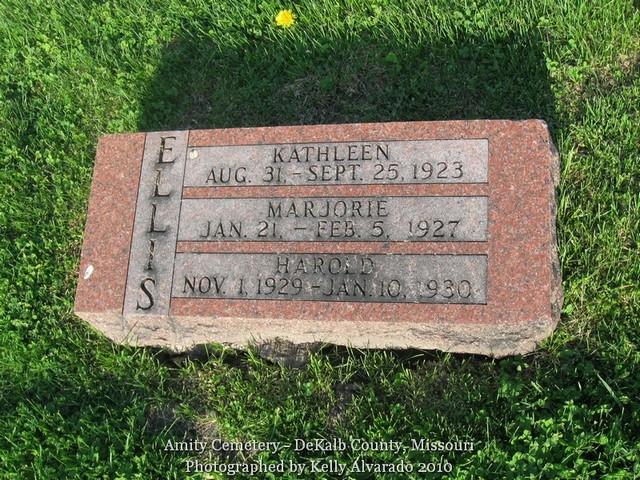 ELLIS
KATHLEEN
AUG. 31, - SEPT. 25, 1923
MARJORIE
JAN. 21, - FEB. 5, 1927
HAROLD
NOV. 1, 1929 - JAN. 10, 1930
Amity Cemetery - DeKalb County, Missouri
Photographed by Kelly Alvarado 2010